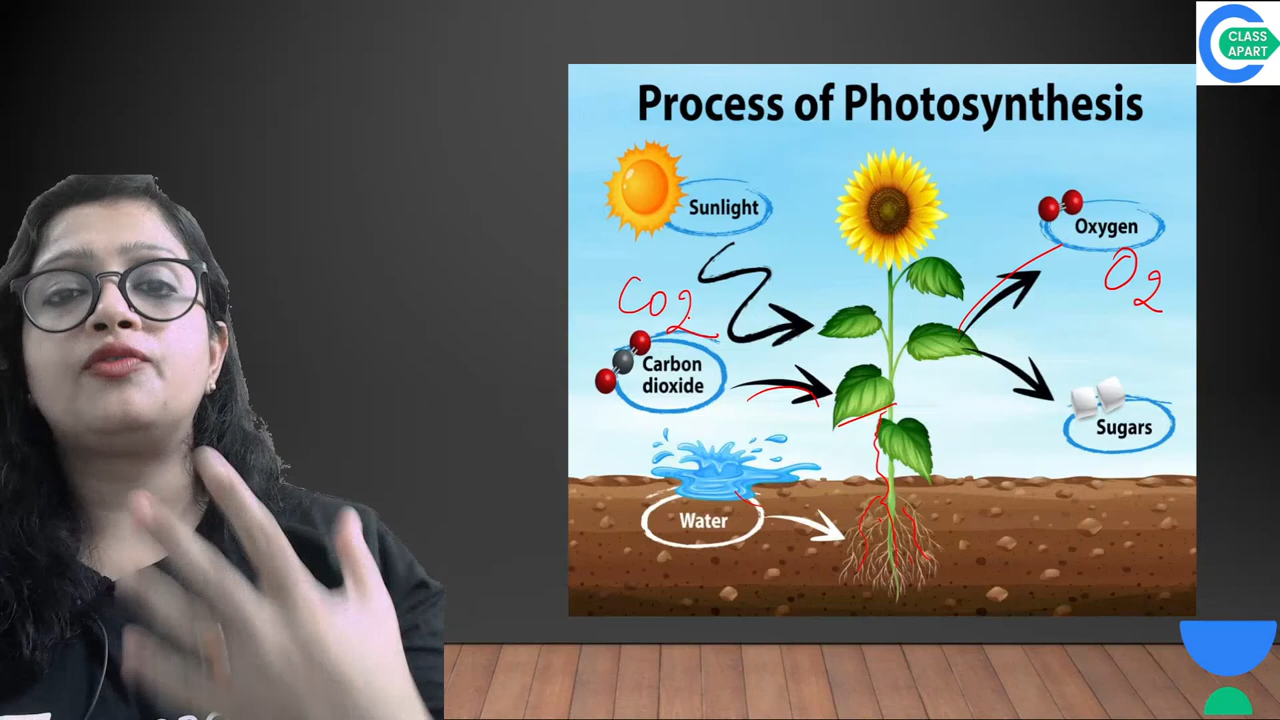 CLASS
APART
Process of Photosynthesis
Sunlight
Oxygen
O2
CO2
Carbon
dioxide
Sugars
Water